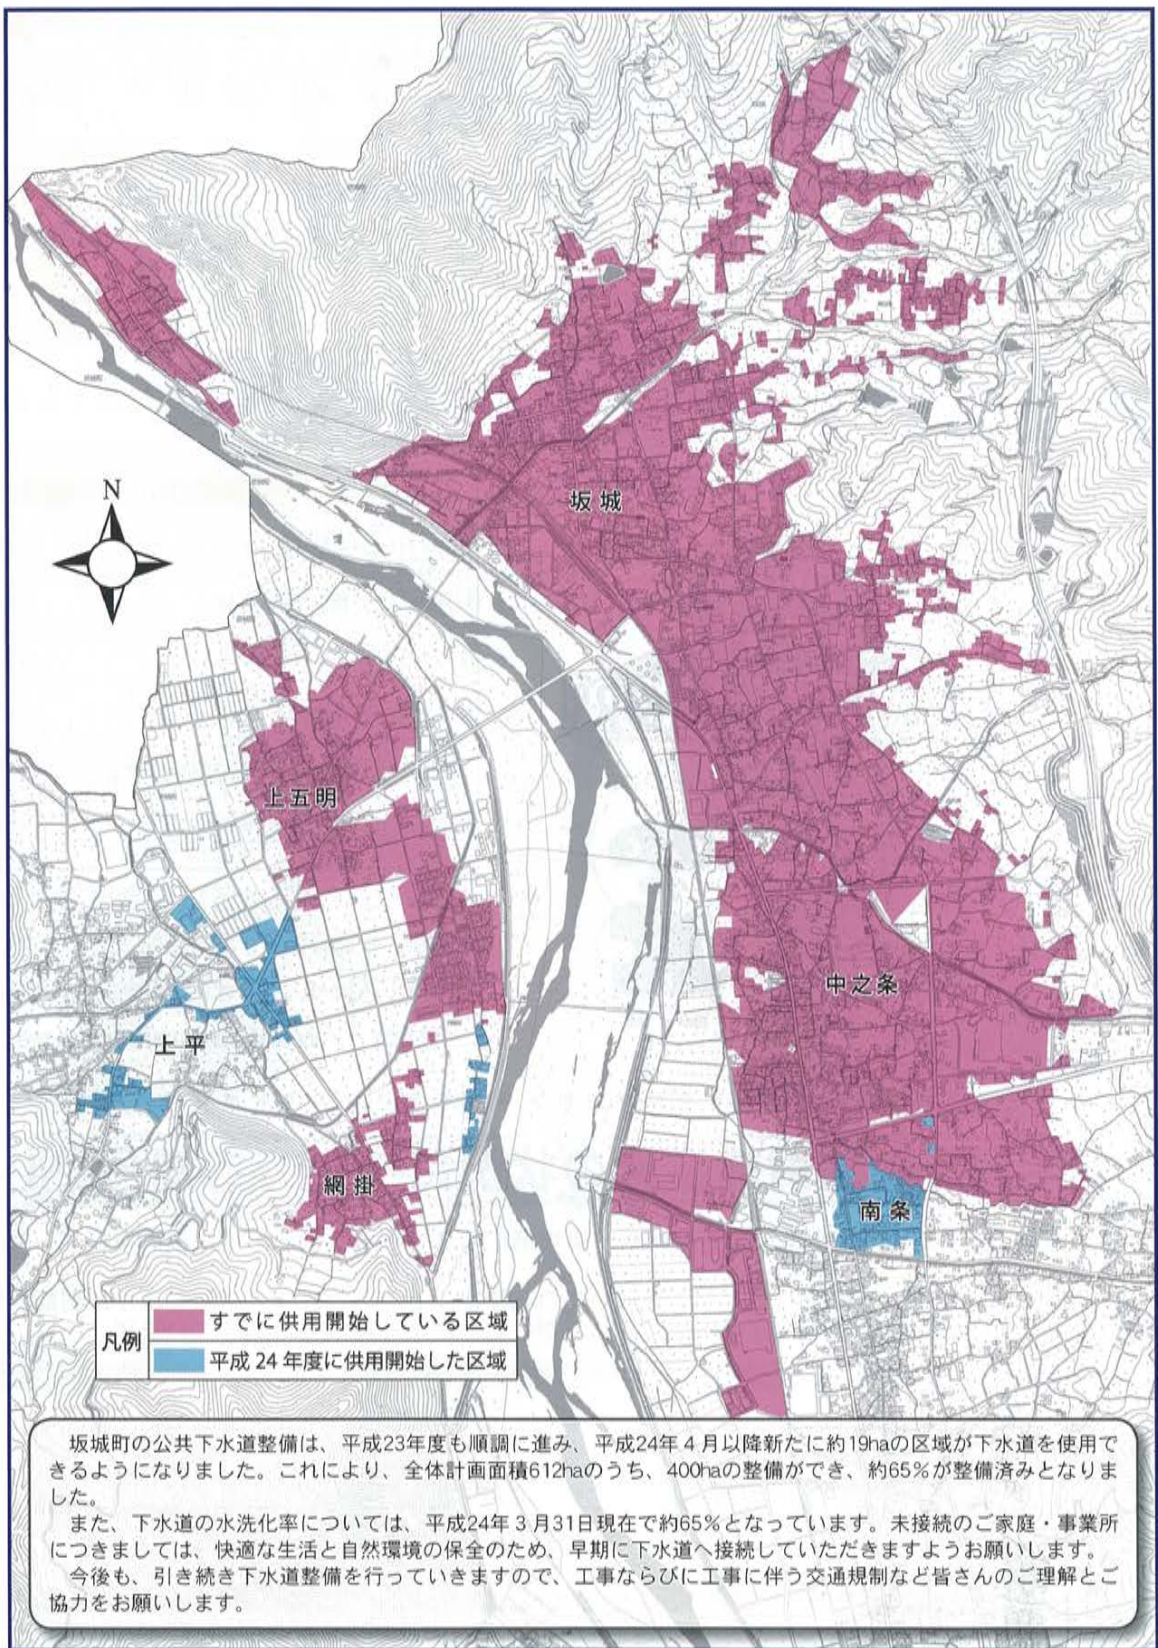 N
坂城
上五明
中之条
上平
網掛
南条
凡例
すでに供用開始している区域
平成24年度に供用開始した区域
坂城町の公共下水道整備は、平成23年度も順調に進み、平成24年4月以降新たに約19haの区域が下水道を使用で
きるようになりました。これにより、全体計画面積612haのうち、400haの整備ができ、約65%が整備済みとなりま
した。
また、下水道の水洗化率については、平成24年3月31日現在で約65%となっています。未接続のご家庭・事業所
につきましては、快適な生活と自然環境の保全のため、早期に下水道へ接続していただきますようお願いします。
今後も、引き続き下水道整備を行っていきますので、工事ならびに工事に伴う交通規制など皆さんのご理解とご
協力をお願いします。